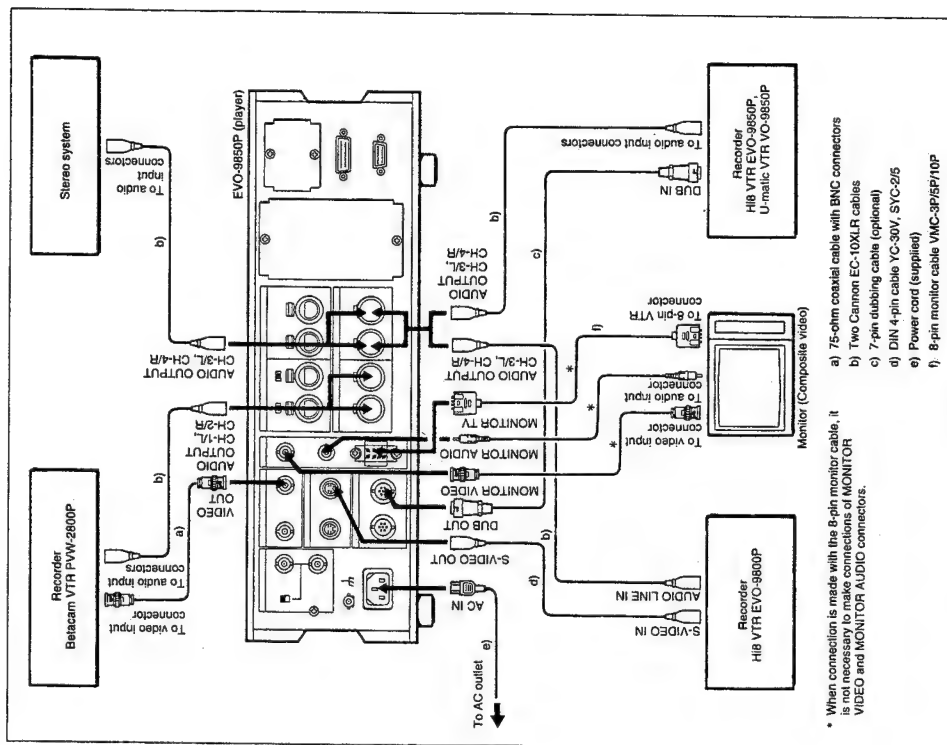 Stereo system
To audio
input
connectors
b)
Recorder
Betacam VTR PVW-2800P
To video input
connector
To audio input
connectors
a)
b)
VIDEO
OUT
AUDIO
OUTPUT
CH-1/L,
CH-2/R
AUDIO OUTPUT
CH-3/L, CH-4/R
EVO-9850P (player)
To AC outlet
e)
AC IN
S-VIDEO OUT
DUB OUT
MONITOR VIDEO
MONITOR AUDIO
MONITOR TV
AUDIO OUTPUT
CH-3/L, CH-4/R
AUDIO
OUTPUT
CH-3/L,
CH-4/R
d)
b)
*
*
*
f)
c)
b)
S-VIDEO IN
AUDIO LINE IN
Recorder
Hi8 VTR EVO-9800P
To video input
connector
To audio input
connector
To 8-pin VTR
connector
Monitor (Composite video)
DUB IN
To audio input connectors
Recorder
Hi8 VTR EVO-9850P,
U-matic VTR VO-9850P
* When connection is made with the 8-pin monitor cable, it
is not necessary to make connections of MONITOR
VIDEO and MONITOR AUDIO connectors.
a) 75-ohm coaxial cable with BNC connectors
b) Two Cannon EC-10XLR cables
c) 7-pin dubbing cable (optional)
d) DIN 4-pin cable YC-30V, SYC-2/5
e) Power cord (supplied)
f) 8-pin monitor cable VMC-3P/5P/10P